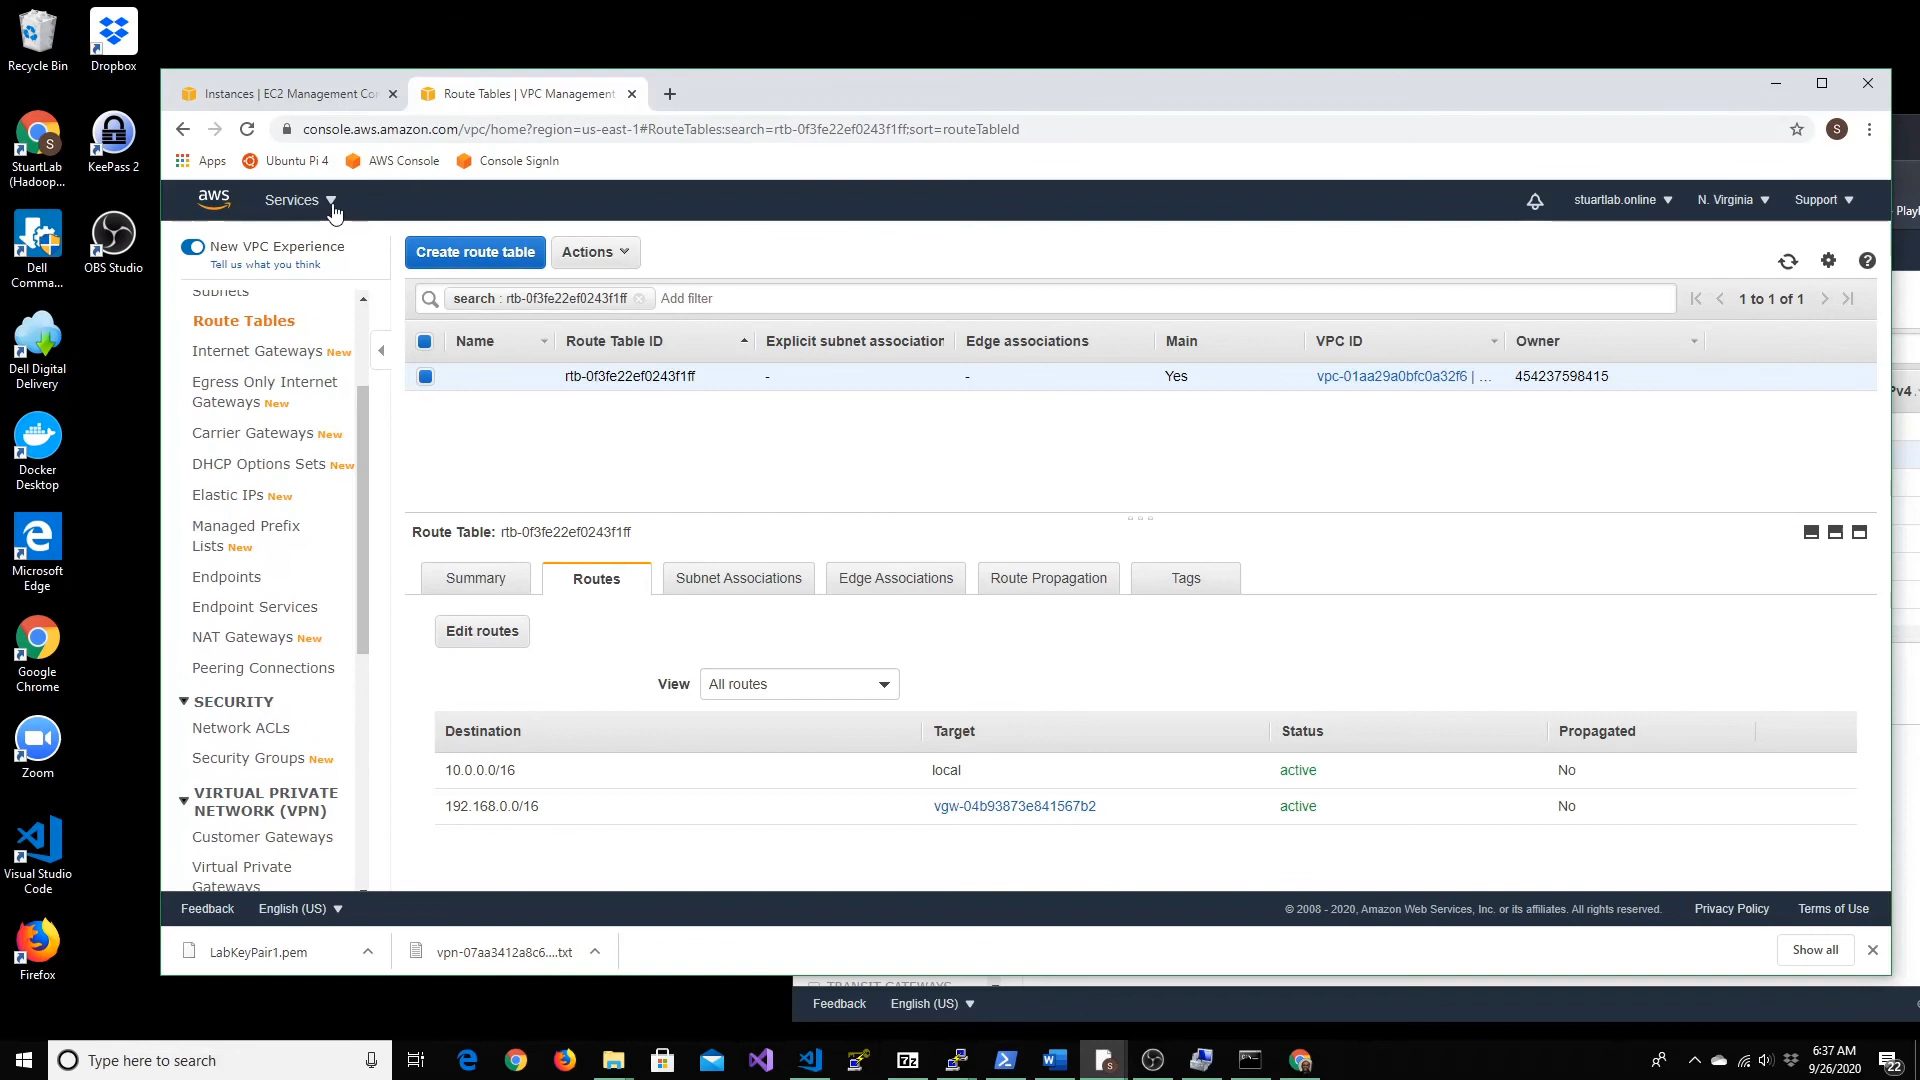 Recycle Bin
Dropbox
StuartLab
(Hadoop...
KeePass 2
Dell
Comma...
OBS Studio
Dell Digital
Delivery
Docker
Desktop
Microsoft
Edge
Google
Chrome
Zoom
Visual Studio
Code
Firefox
Instances | EC2 Management Co
Route Tables | VPC Management
console.aws.amazon.com/vpc/home?region=us-east-1#RouteTables:search=rtb-0f3fe22ef0243f1ff;sort=routeTableId
S
Apps
Ubuntu Pi 4
AWS Console
Console SignIn
aws
Services
stuartlab.online
N. Virginia
Support
New VPC Experience
Tell us what you think
Subnets
Route Tables
Internet Gateways New
Egress Only Internet
Gateways New
Carrier Gateways New
DHCP Options Sets New
Elastic IPs New
Managed Prefix
Lists New
Endpoints
Endpoint Services
NAT Gateways New
Peering Connections
SECURITY
Network ACLs
Security Groups New
VIRTUAL PRIVATE
NETWORK (VPN)
Customer Gateways
Virtual Private
Gateways
Create route table
Actions
search : rtb-0f3fe22ef0243f1ff
Add filter
1 to 1 of 1
Name
Route Table ID
Explicit subnet association
Edge associations
Main
VPC ID
Owner
rtb-0f3fe22ef0243f1ff
-
-
Yes
vpc-01aa29a0bfc0a32f6 | ...
454237598415
Route Table: rtb-0f3fe22ef0243f1ff
Summary
Routes
Subnet Associations
Edge Associations
Route Propagation
Tags
Edit routes
View
All routes
Destination
Target
Status
Propagated
10.0.0.0/16
local
active
No
192.168.0.0/16
vgw-04b93873e841567b2
active
No
Feedback
English (US)
© 2008 - 2020, Amazon Web Services, Inc. or its affiliates. All rights reserved.
Privacy Policy
Terms of Use
LabKeyPair1.pem
vpn-07aa3412a8c6....txt
Show all
TRANSIT GATEWAYS
Feedback
English (US)
Type here to search
6:37 AM
9/26/2020
22